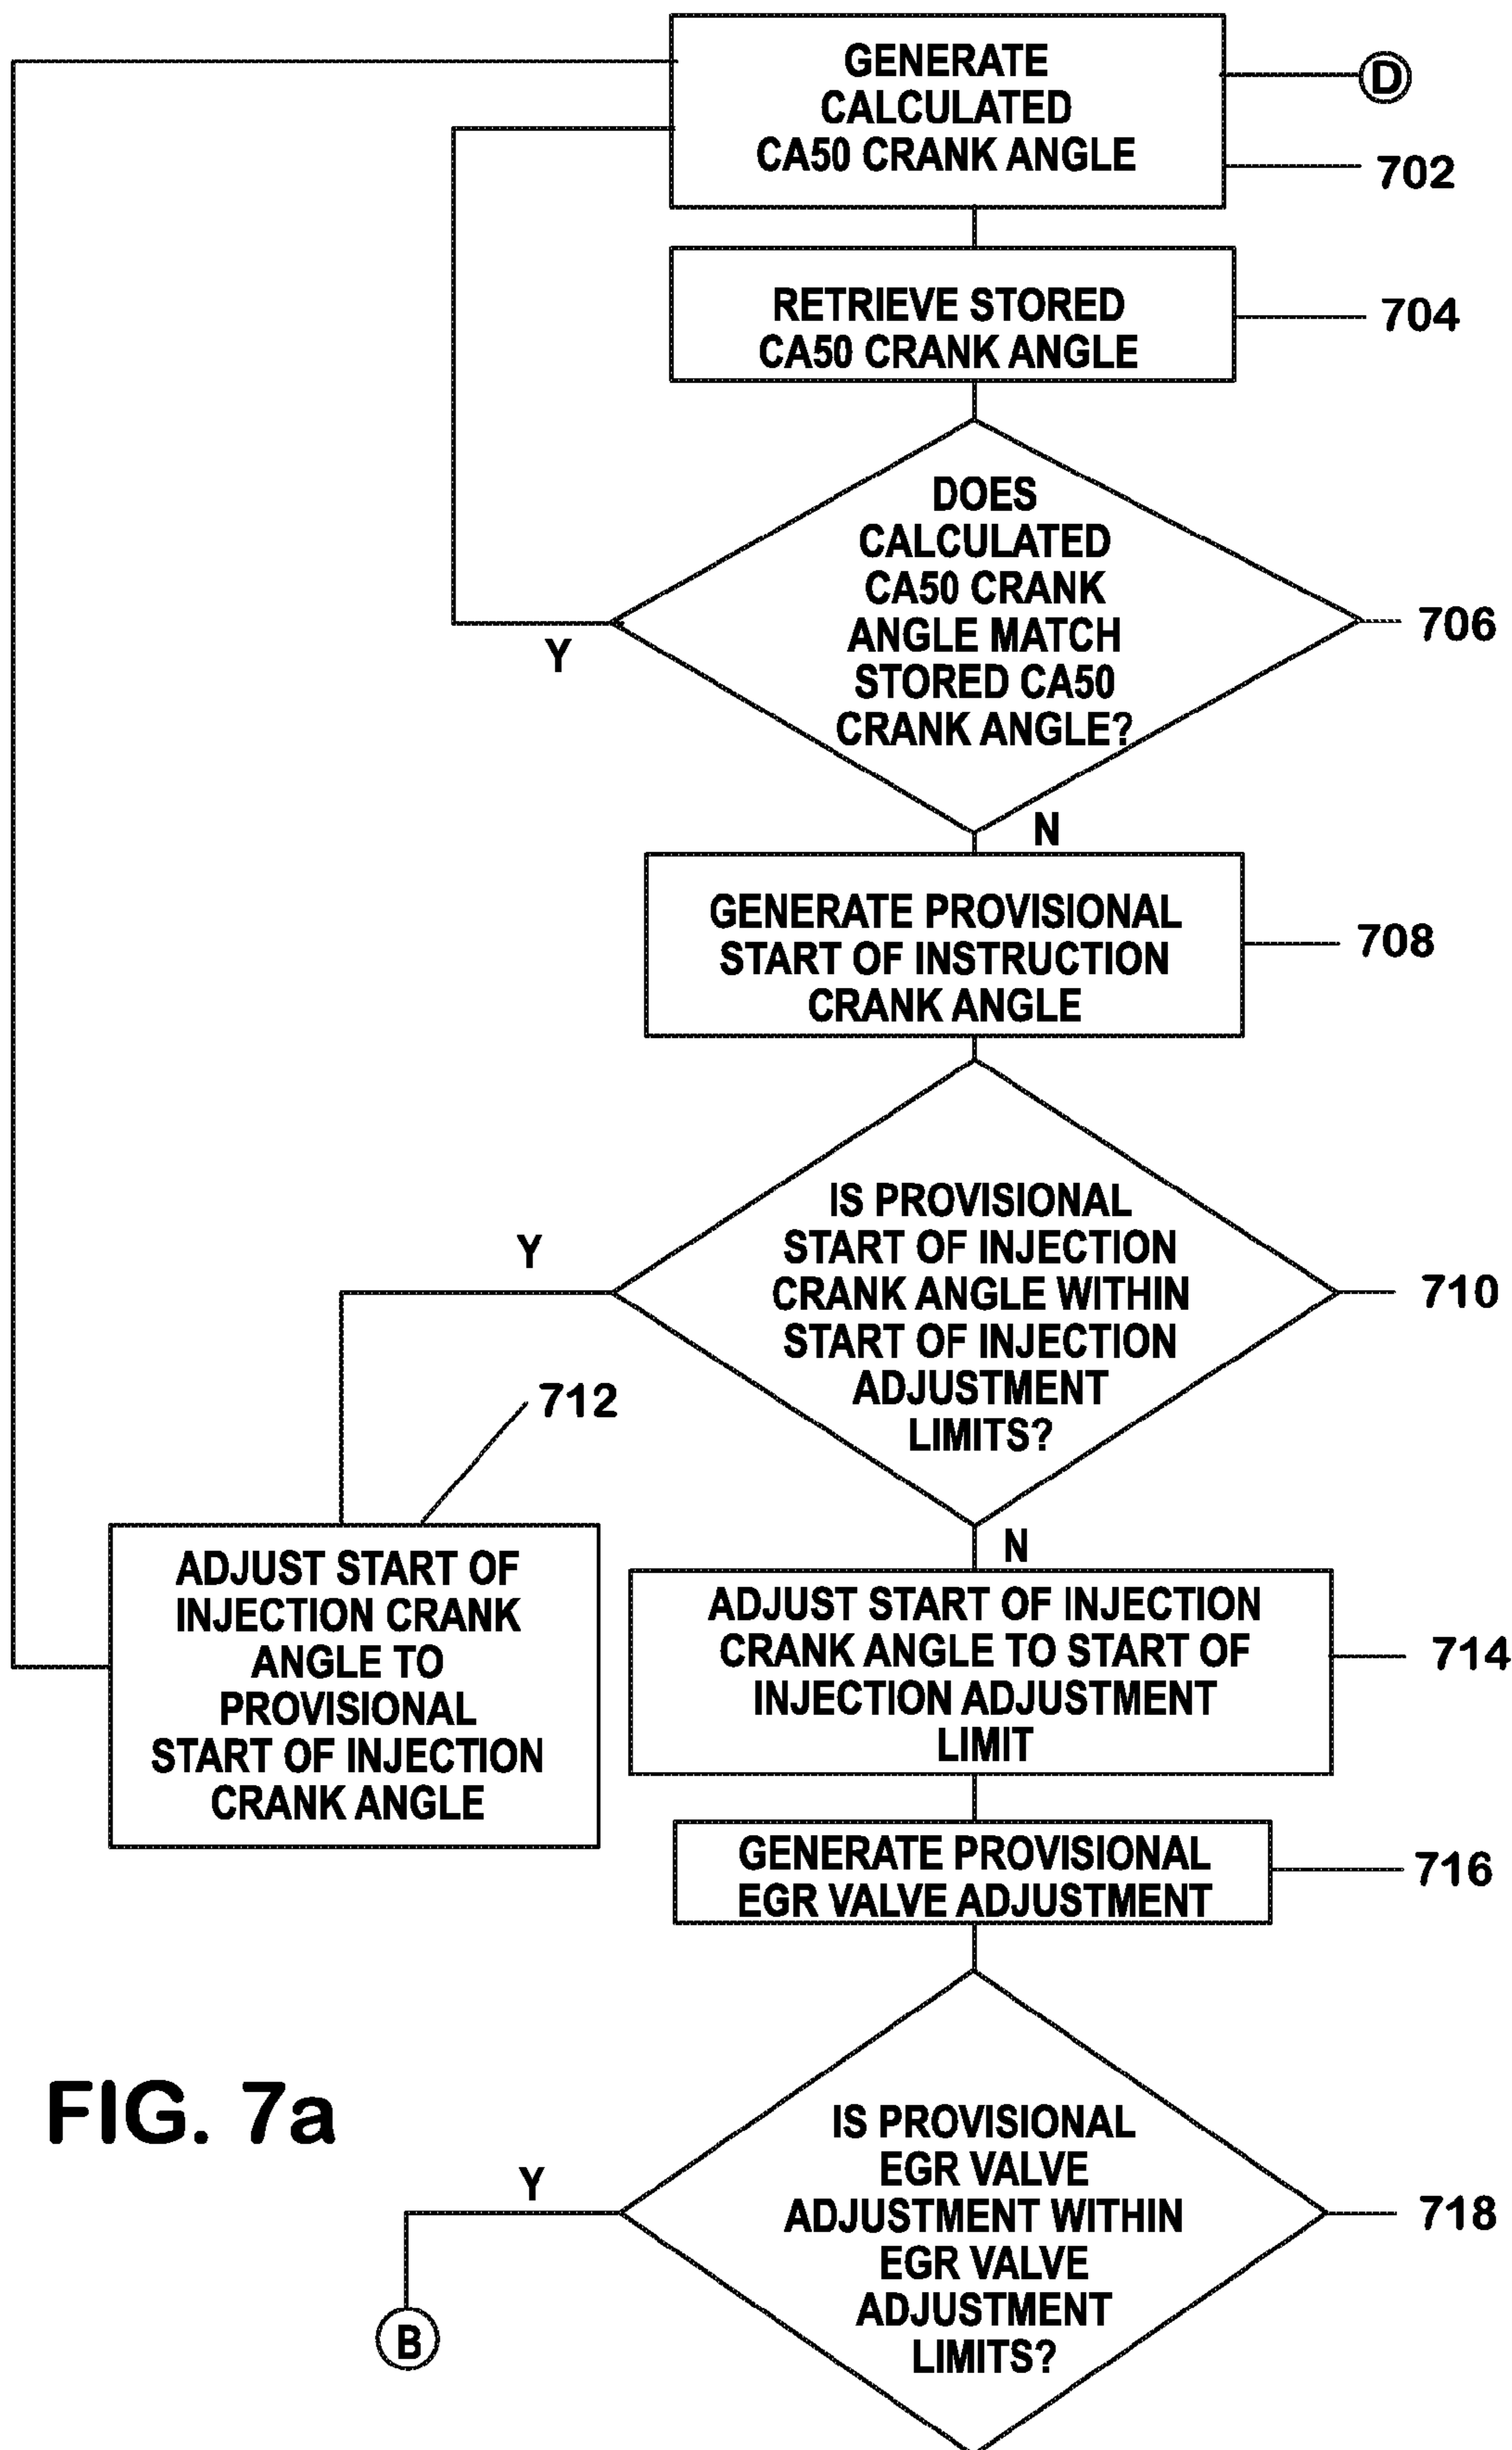 GENERATE
CALCULATED
CA50 CRANK ANGLE
D
702
RETRIEVE STORED
CA50 CRANK ANGLE
704
DOES
CALCULATED
CA50 CRANK
ANGLE MATCH
STORED CA50
CRANK ANGLE?
706
Y
N
GENERATE PROVISIONAL
START OF INSTRUCTION
CRANK ANGLE
708
IS PROVISIONAL
START OF INJECTION
CRANK ANGLE WITHIN
START OF INJECTION
ADJUSTMENT
LIMITS?
710
Y
712
N
ADJUST START OF
INJECTION CRANK
ANGLE TO
PROVISIONAL
START OF INJECTION
CRANK ANGLE
ADJUST START OF INJECTION
CRANK ANGLE TO START OF
INJECTION ADJUSTMENT
LIMIT
714
GENERATE PROVISIONAL
EGR VALVE ADJUSTMENT
716
FIG. 7a
IS PROVISIONAL
EGR VALVE
ADJUSTMENT WITHIN
EGR VALVE
ADJUSTMENT
LIMITS?
718
Y
B